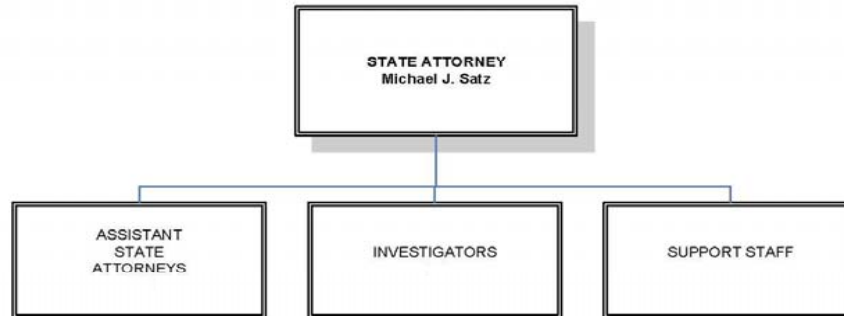 STATE ATTORNEY
Michael J. Satz
ASSISTANT
STATE
ATTORNEYS
INVESTIGATORS
SUPPORT STAFF